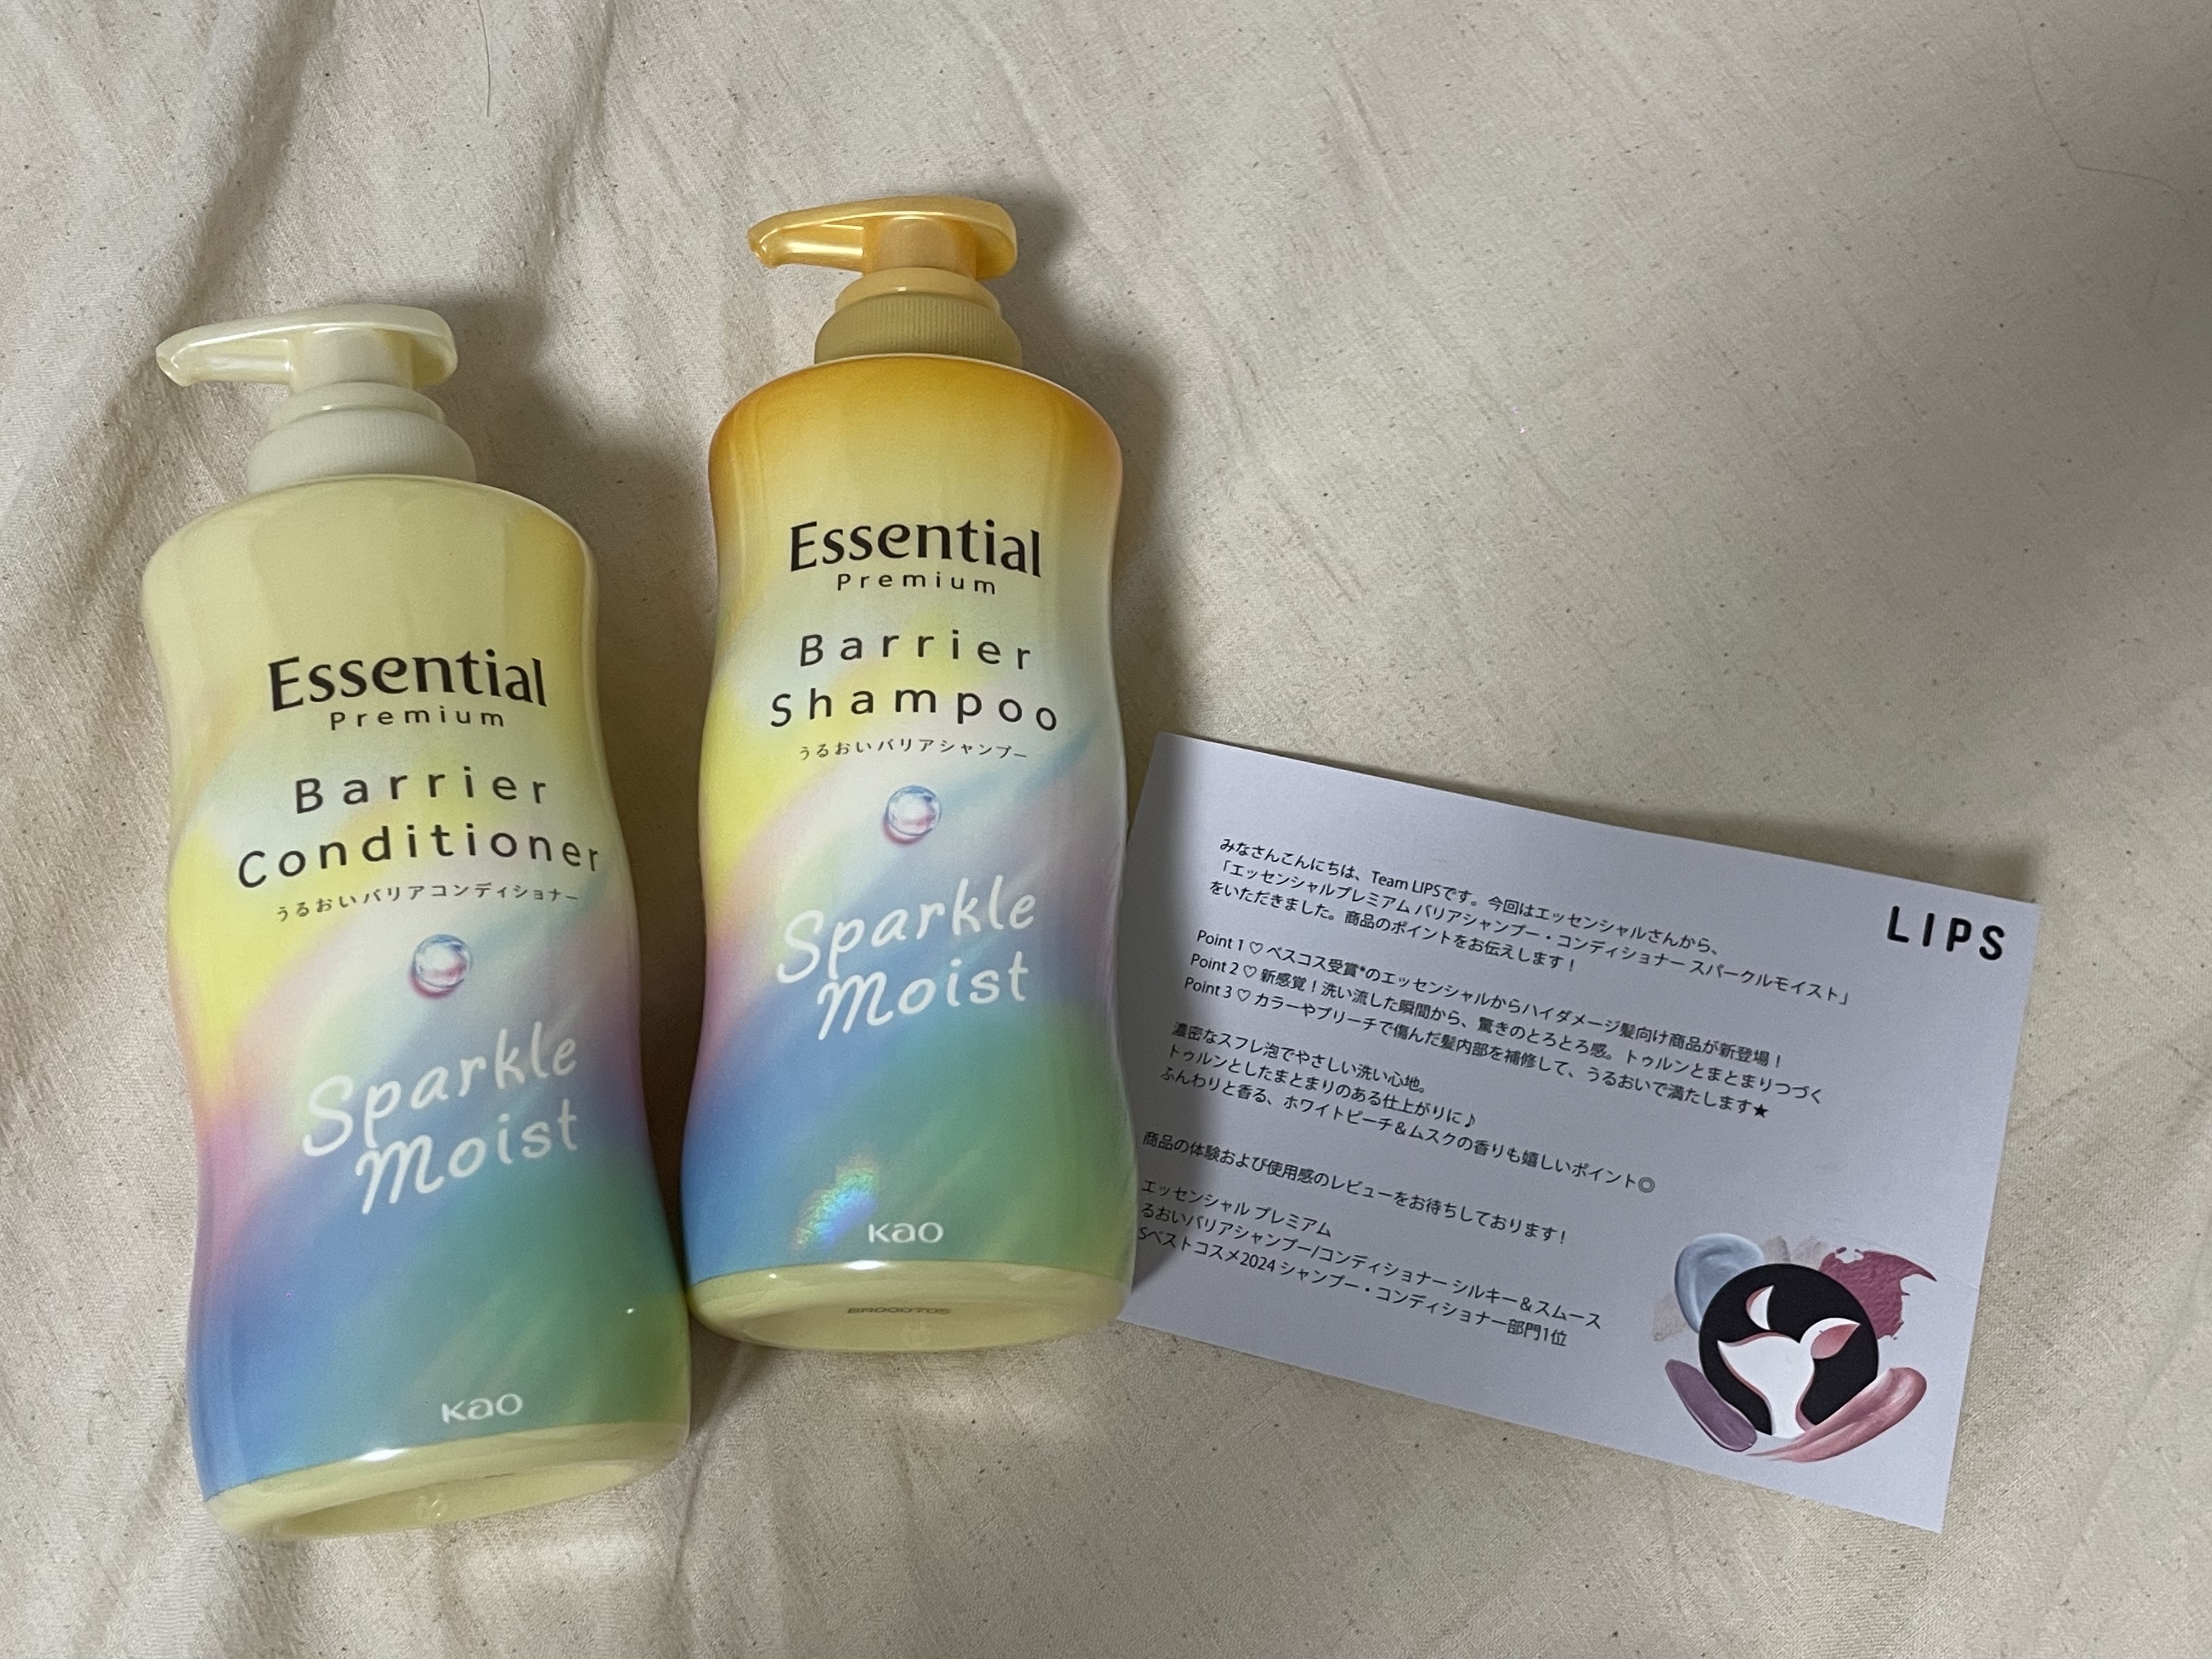 Essential
Premium
Barrier
Conditioner
うるおいバリアコンディショナー
Sparkle
Moist
Kao
Essential
Premium
Barrier
Shampoo
うるおいバリアシャンプー
Sparkle
Moist
Kao
LIPS
みなさんこんにちは、Team LIPSです。今回はエッセンシャルさんから、
「エッセンシャルプレミアム バリアシャンプー・コンディショナー スパークルモイスト」
をいただきました。商品のポイントをお伝えします！
Point 1 ♡ ベスコス受賞*のエッセンシャルからハイダメージ髪向け商品が新登場！
Point 2 ♡ 新感覚！洗い流した瞬間から、驚きのとろとろ感。トゥルンとまとまりつづく
Point 3 ♡ カラーやブリーチで傷んだ髪内部を補修して、うるおいで満たします★
濃密なスフレ泡でやさしい洗い心地。
トゥルンとしたまとまりのある仕上がりに♪
ふんわりと香る、ホワイトピーチ＆ムスクの香りも嬉しいポイント◎
商品の体験および使用感のレビューをお待ちしております！
エッセンシャル プレミアム
るおいバリアシャンプー/コンディショナー シルキー＆スムース
Sベストコスメ2024 シャンプー・コンディショナー部門1位